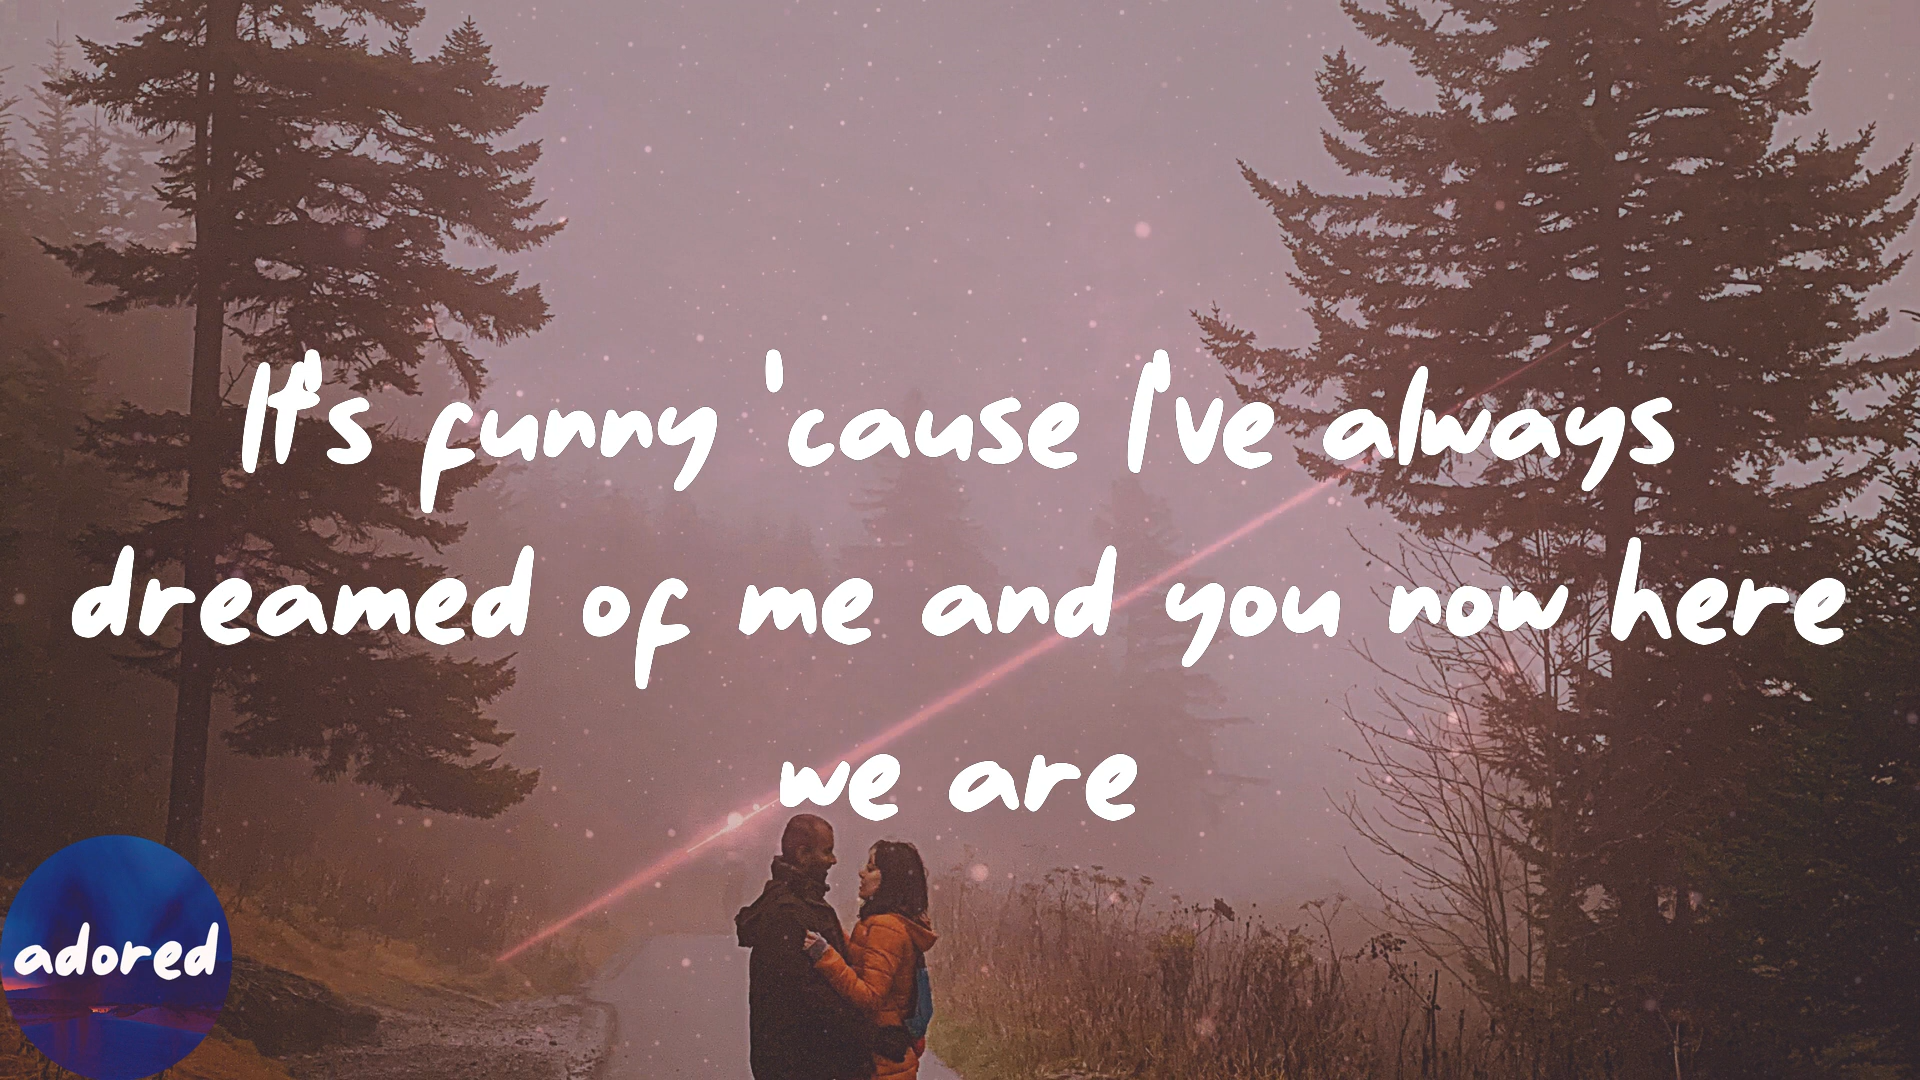 It's funny 'cause I've always
dreamed of me and you now here
we are
adored